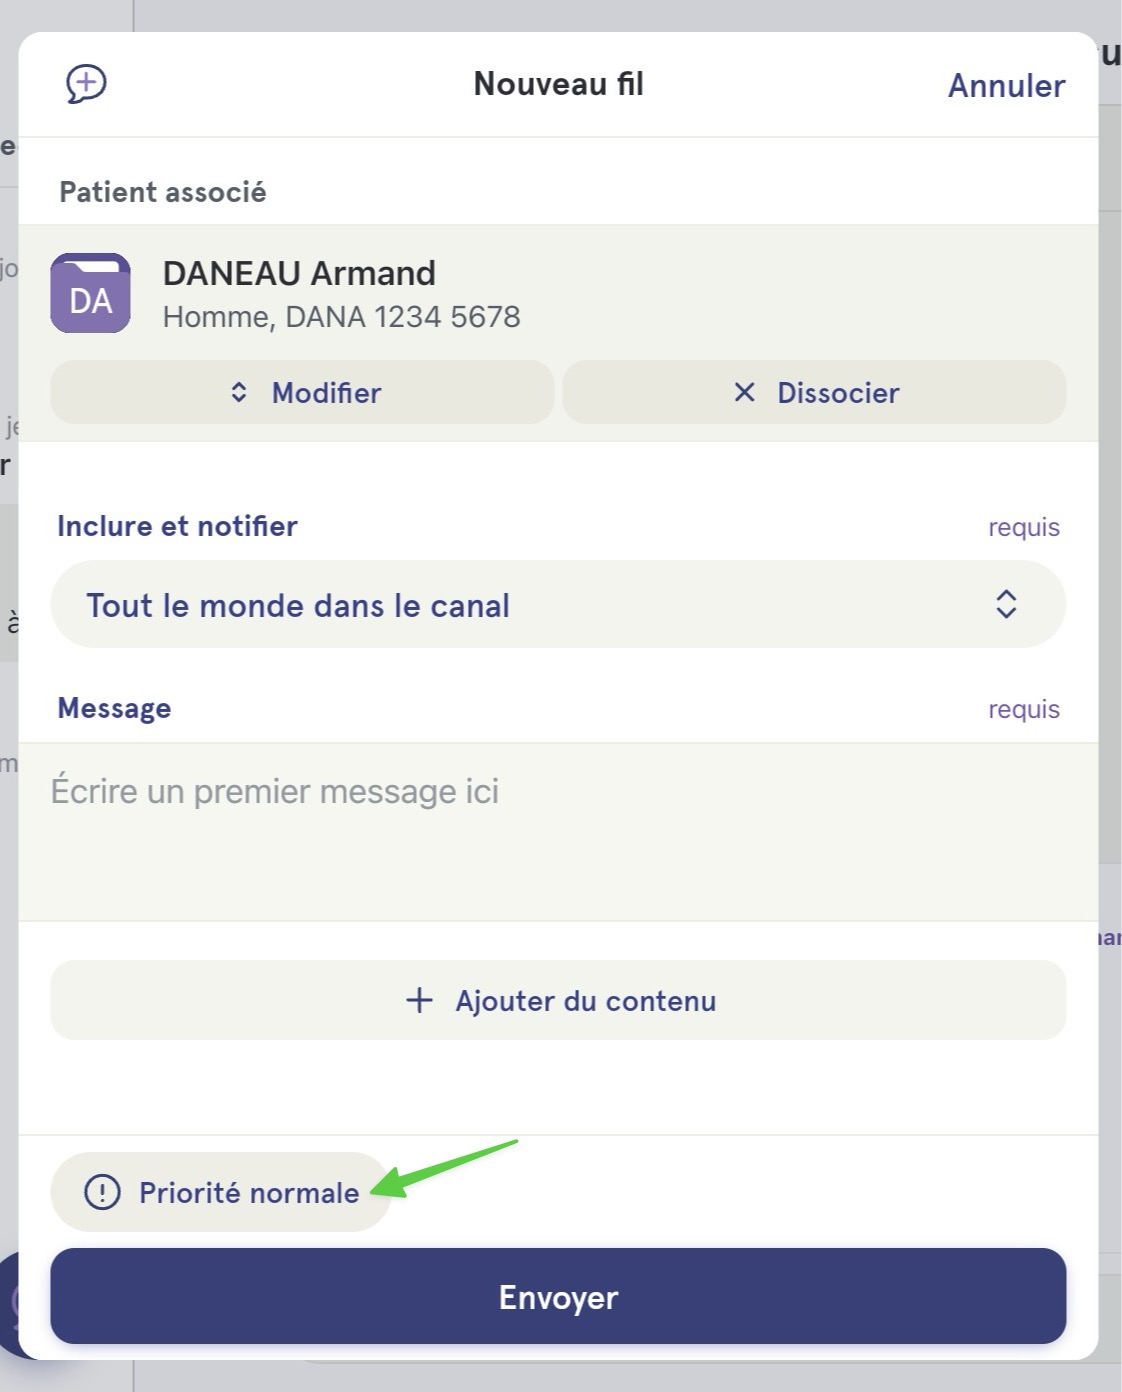 Nouveau fil
Annuler
Patient associé
DA
DANEAU Armand
Homme, DANA 1234 5678
Modifier
Dissocier
Inclure et notifier
requis
Tout le monde dans le canal
Message
requis
Écrire un premier message ici
Ajouter du contenu
Priorité normale
Envoyer